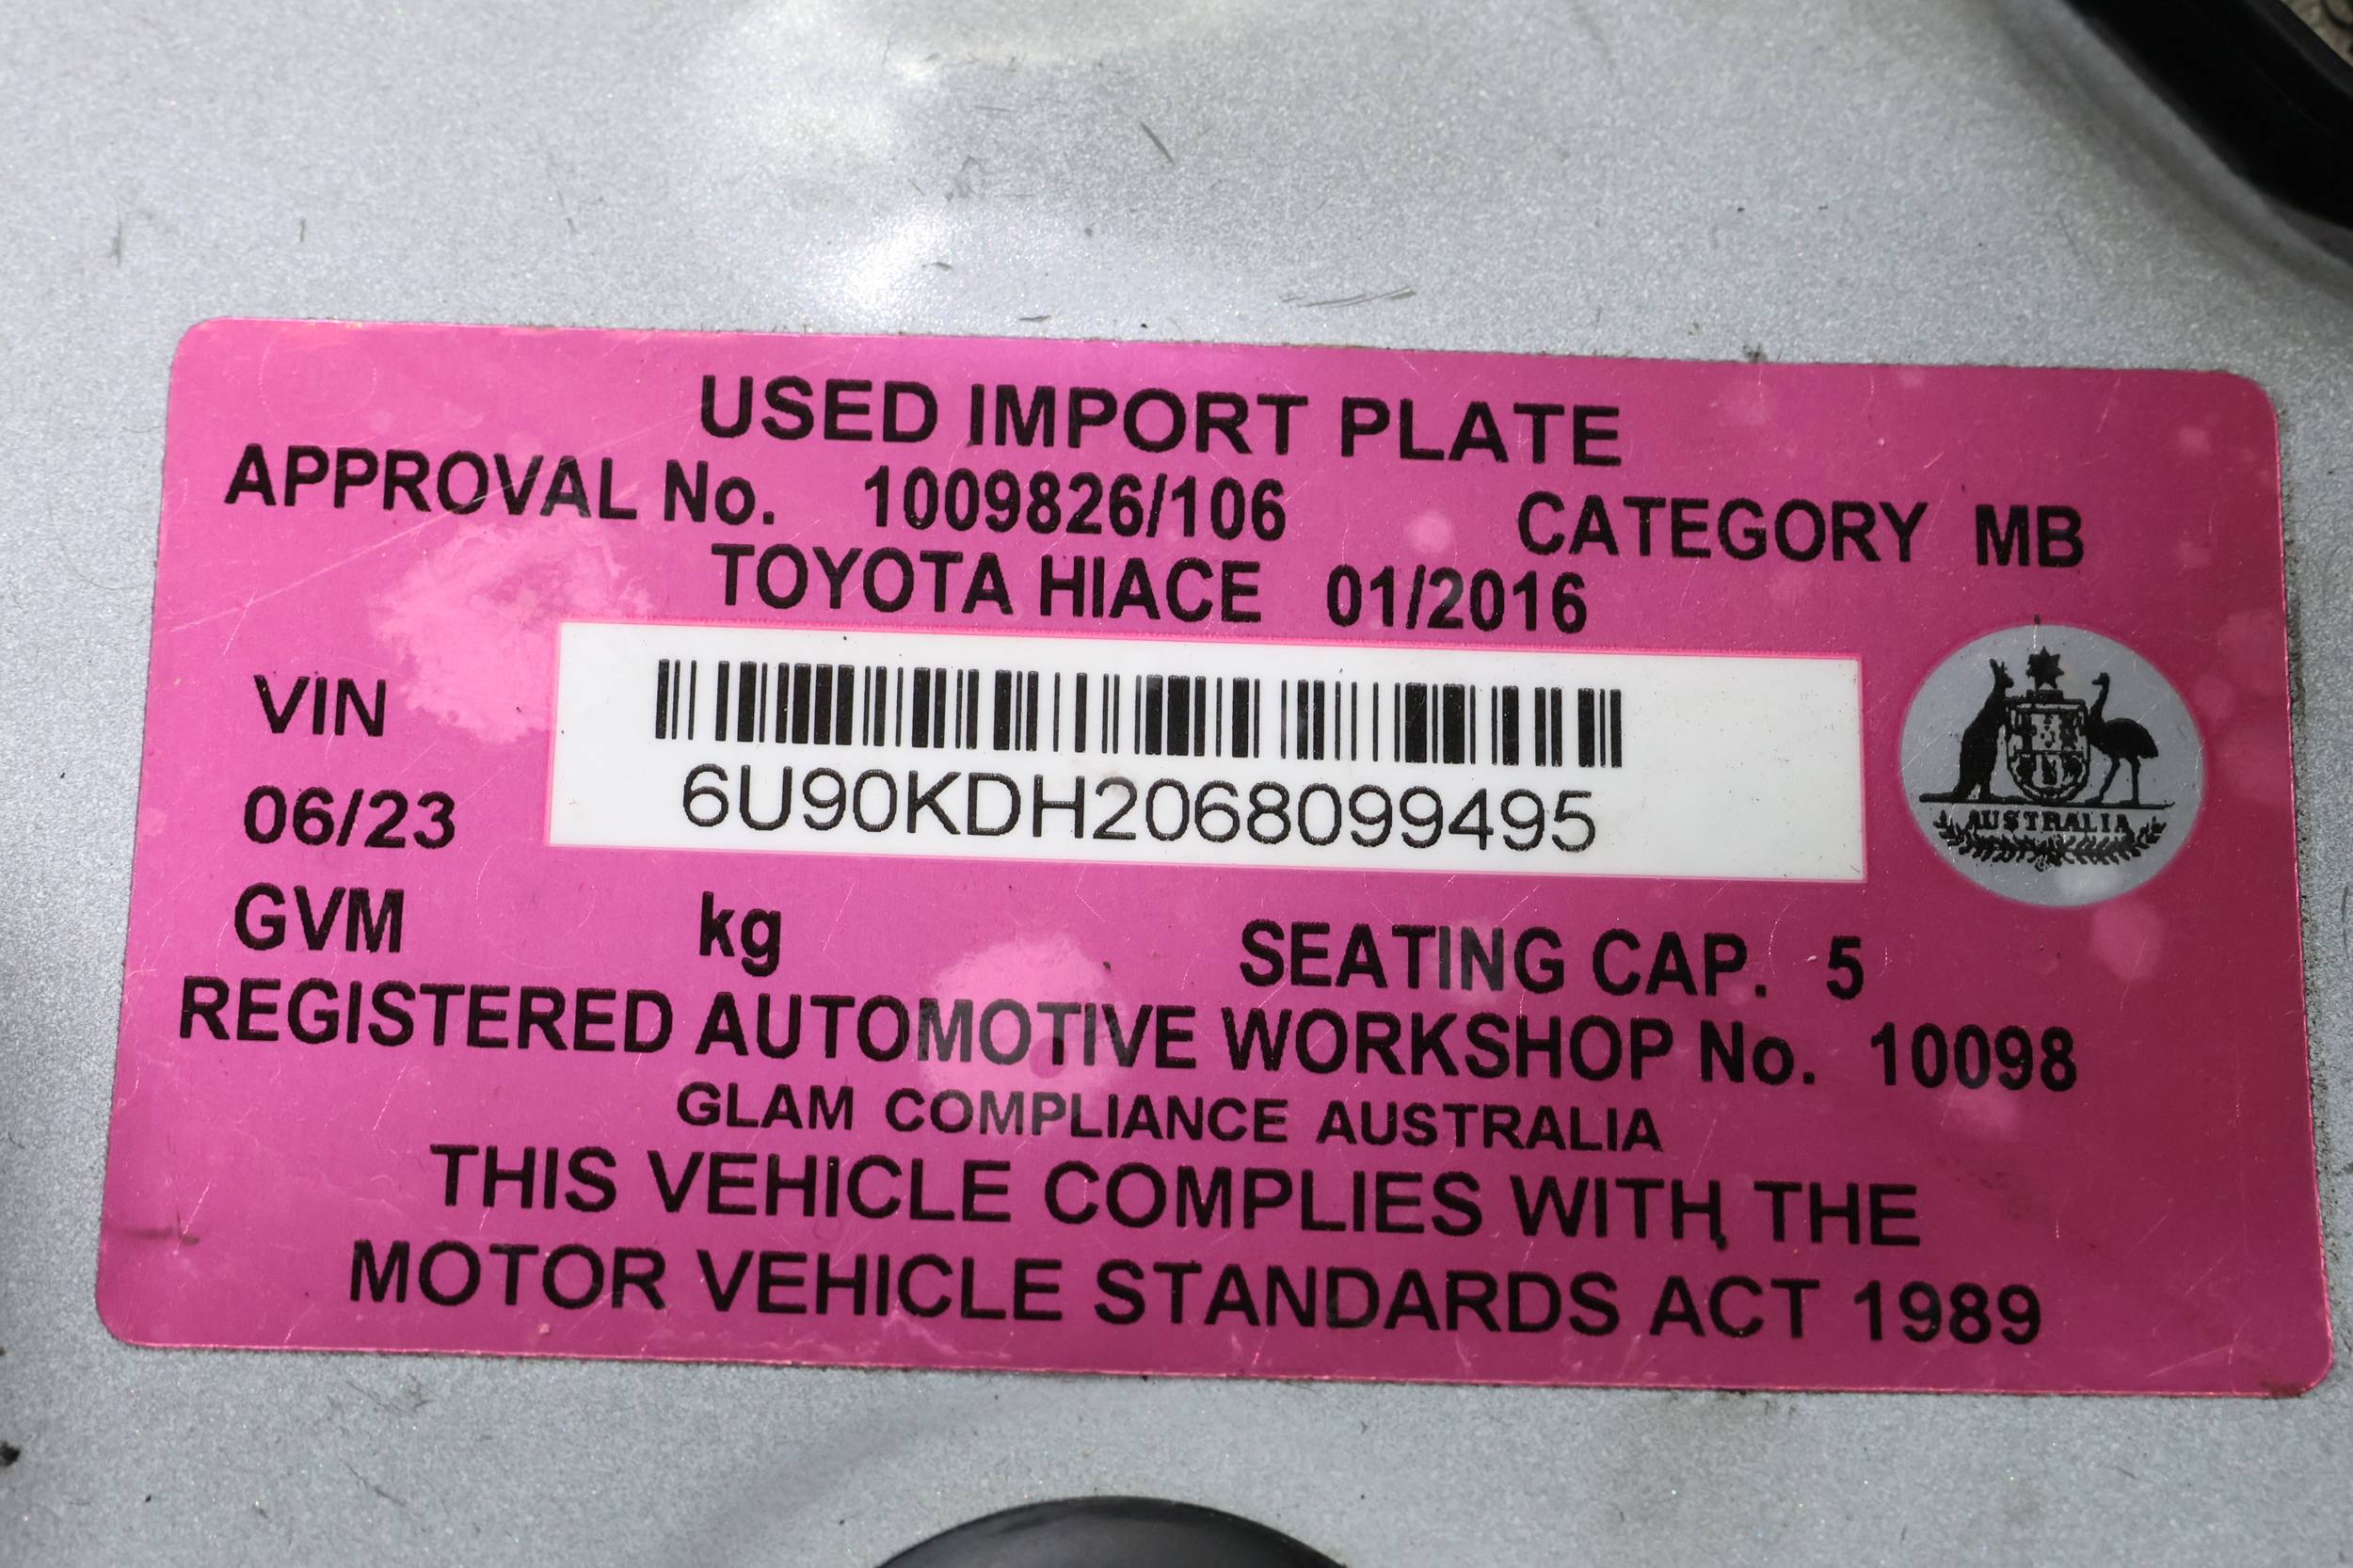 USED IMPORT PLATE
APPROVAL No. 1009826/106 CATEGORY MB
TOYOTA HIACE 01/2016
VIN
6U90KDH2068099495
06/23
AUSTRALIA
GVM kg SEATING CAP. 5
REGISTERED AUTOMOTIVE WORKSHOP No. 10098
GLAM COMPLIANCE AUSTRALIA
THIS VEHICLE COMPLIES WITH THE
MOTOR VEHICLE STANDARDS ACT 1989